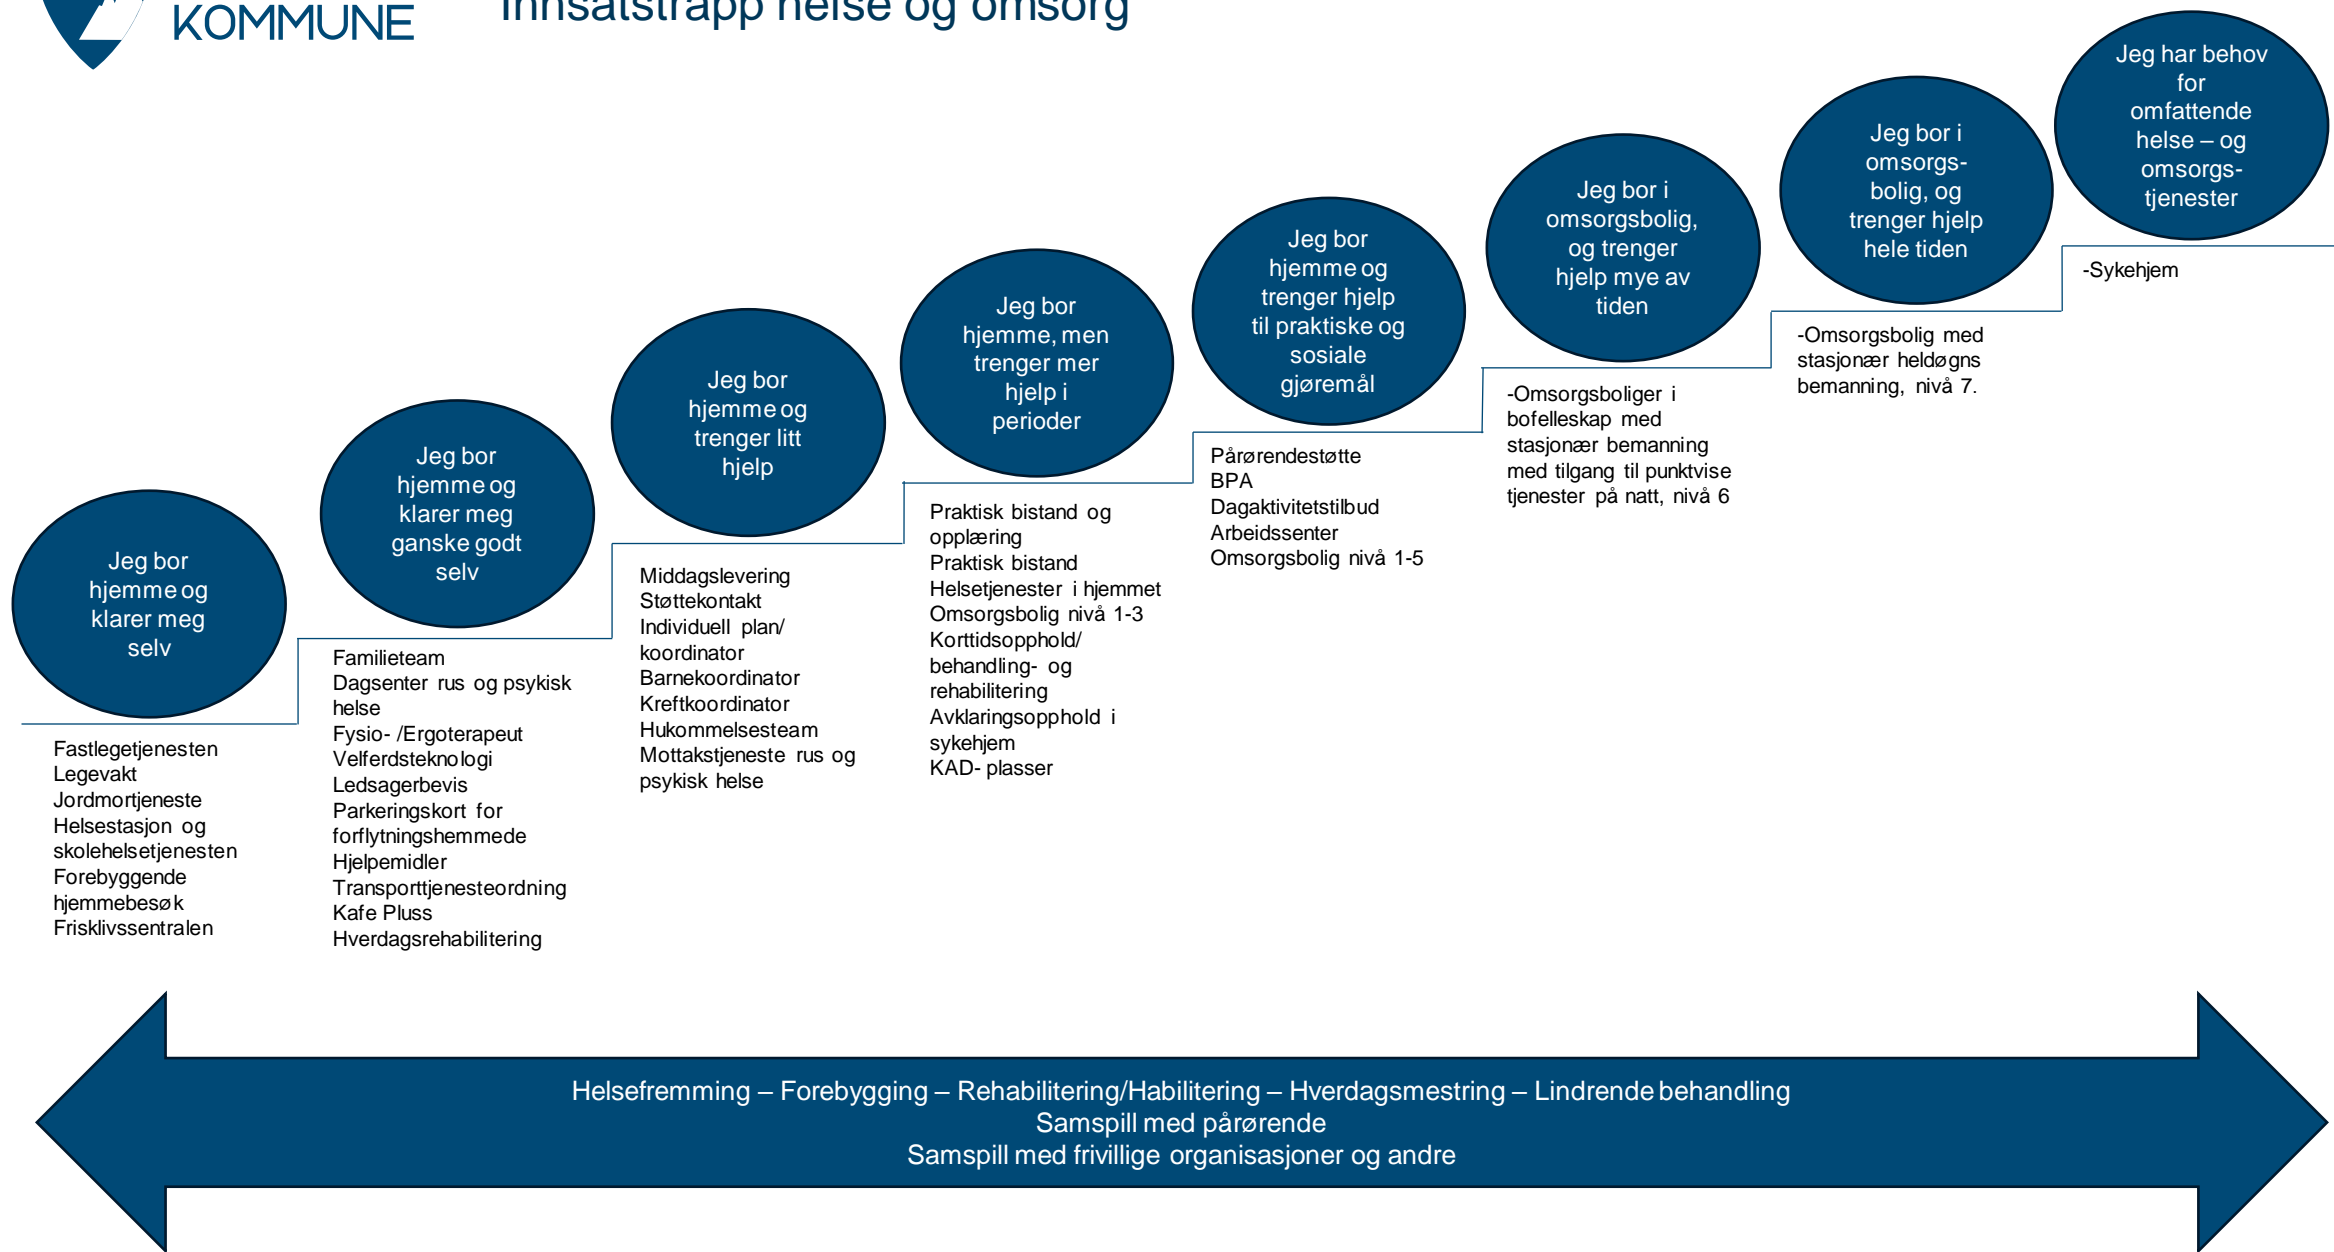 KOMMUNE
Innsatstrapp helse og omsorg
Jeg bor
hjemme og
klarer meg
selv
Fastlegetjenesten
Legevakt
Jordmortjeneste
Helsestasjon og
skolehelsetjenesten
Forebyggende
hjemmebesøk
Frisklivssentralen
Jeg bor
hjemme og
klarer meg
ganske godt
selv
Familieteam
Dagsenter rus og psykisk
helse
Fysio- /Ergoterapeut
Velferdsteknologi
Ledsagerbevis
Parkeringskort for
forflytningshemmede
Hjelpemidler
Transporttjenesteordning
Kafe Pluss
Hverdagsrehabilitering
Jeg bor
hjemme og
trenger litt
hjelp
Middagslevering
Støttekontakt
Individuell plan/
koordinator
Barnekoordinator
Kreftkoordinator
Hukommelsesteam
Mottakstjeneste rus og
psykisk helse
Jeg bor
hjemme, men
trenger mer
hjelp i
perioder
Praktisk bistand og
opplæring
Praktisk bistand
Helsetjenester i hjemmet
Omsorgsbolig nivå 1-3
Korttidsopphold/
behandling- og
rehabilitering
Avklaringsopphold i
sykehjem
KAD- plasser
Jeg bor
hjemme og
trenger hjelp
til praktiske og
sosiale
gjøremål
Pårørendestøtte
BPA
Dagaktivitetstilbud
Arbeidssenter
Omsorgsbolig nivå 1-5
Jeg bor i
omsorgsbolig,
og trenger
hjelp mye av
tiden
-Omsorgsboliger i
bofelleskap med
stasjonær bemanning
med tilgang til punktvise
tjenester på natt, nivå 6
Jeg bor i
omsorgs-
bolig, og
trenger hjelp
hele tiden
-Omsorgsbolig med
stasjonær heldøgns
bemanning, nivå 7.
Jeg har behov
for
omfattende
helse – og
omsorgs-
tjenester
-Sykehjem
Helsefremming – Forebygging – Rehabilitering/Habilitering – Hverdagsmestring – Lindrende behandling
Samspill med pårørende
Samspill med frivillige organisasjoner og andre